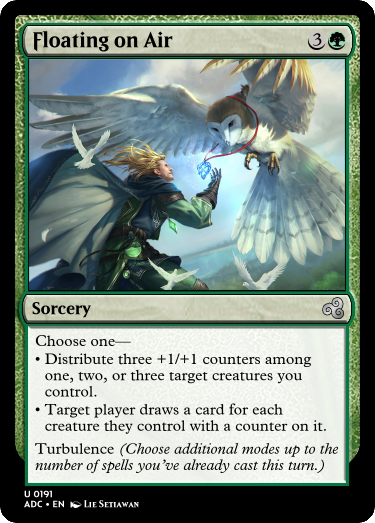 Floating on Air 3
Sorcery
Choose one—
• Distribute three +1/+1 counters among
one, two, or three target creatures you
control.
• Target player draws a card for each
creature they control with a counter on it.
Turbulence (Choose additional modes up to the
number of spells you've already cast this turn.)
U 0191
ADC • EN Lie Setiawan